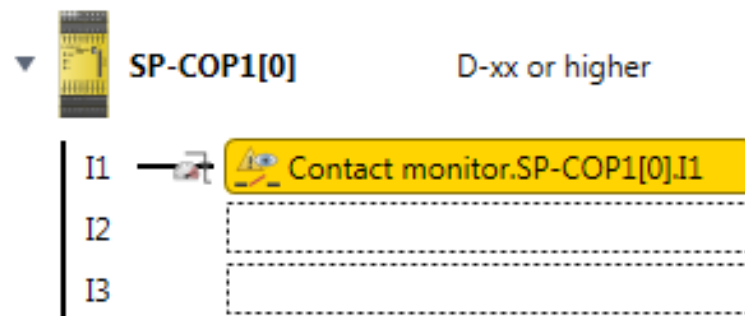 SP-COP1[0] D-xx or higher
I1 Contact monitor.SP-COP1[0].I1
I2
I3